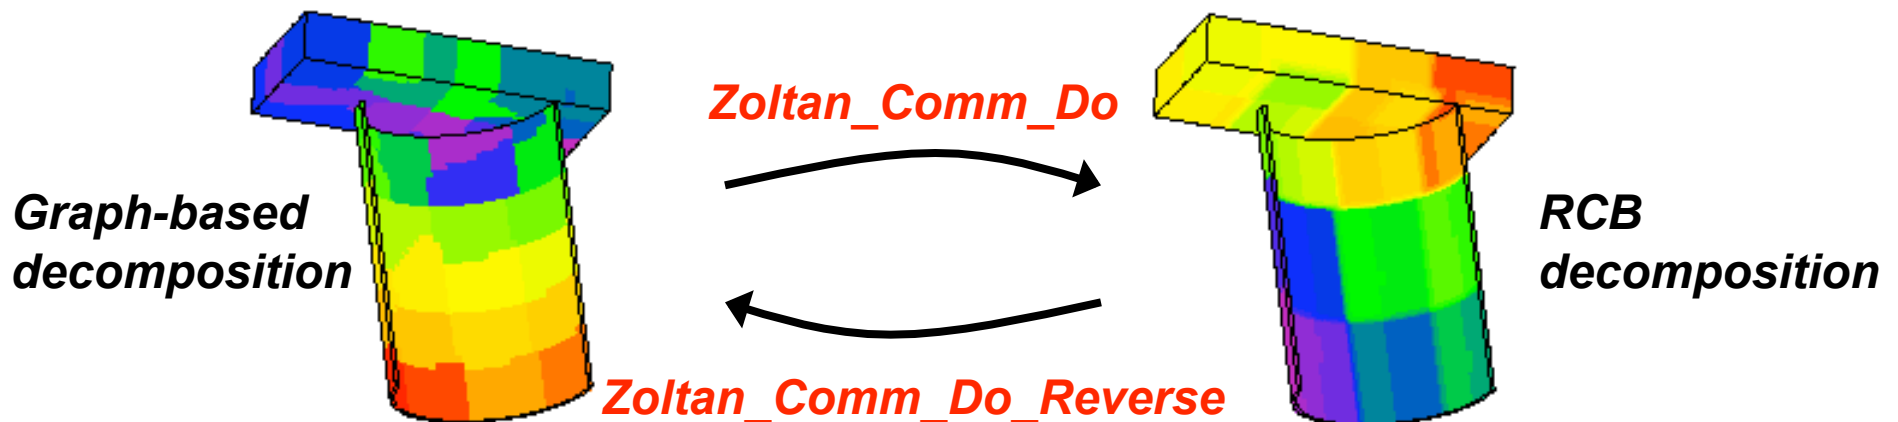 Zoltan_Comm_Do
Graph-based
decomposition
RCB
decomposition
Zoltan_Comm_Do_Reverse